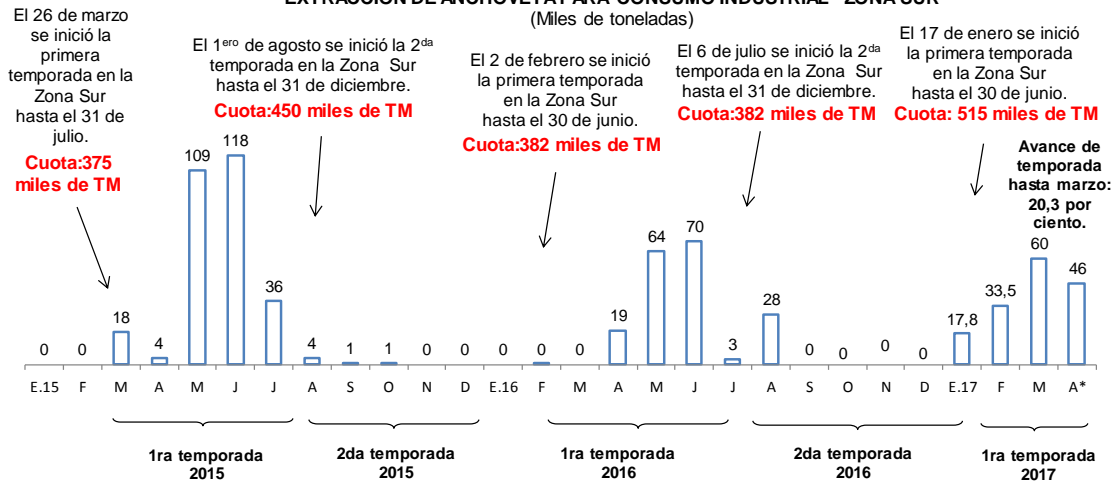 EXTRACCIÓN DE ANCHOVETA PARA CONSUMO INDUSTRIAL - ZONA SUR
(Miles de toneladas)
El 26 de marzo
se inició la
primera
temporada en la
Zona Sur
hasta el 31 de
julio.
Cuota:375
miles de TM
El 1ero de agosto se inició la 2da
temporada en la Zona Sur
hasta el 31 de diciembre.
Cuota:450 miles de TM
El 2 de febrero se inició
la primera temporada
en la Zona Sur
hasta el 30 de junio.
Cuota:382 miles de TM
El 6 de julio se inició la 2da
temporada en la Zona Sur
hasta el 31 de diciembre.
Cuota:382 miles de TM
El 17 de enero se inició
la primera temporada
en la Zona Sur
hasta el 30 de junio.
Cuota: 515 miles de TM
Avance de
temporada
hasta marzo:
20,3 por
ciento.
0 0 18 4 109 118 36 4 1 1 0 0 0 0 0 19 64 70 3 28 0 0 0 0 17,8 33,5 60 46
E.15 F M A M J J A S O N D E.16 F M A M J J A S O N D E.17 F M A*
1ra temporada
2015
2da temporada
2015
1ra temporada
2016
2da temporada
2016
1ra temporada
2017